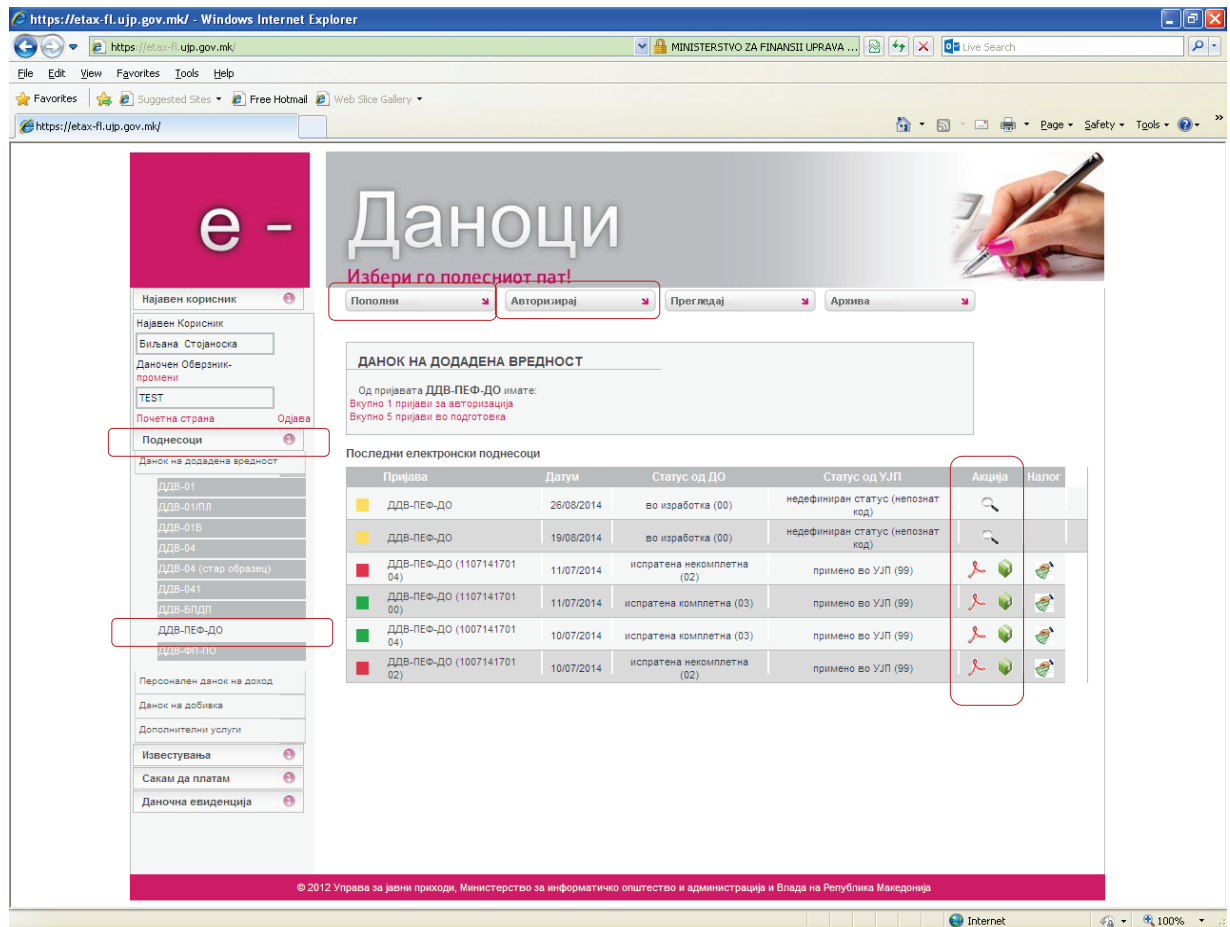 https://etax-fl.ujp.gov.mk/ - Windows Internet Explorer
https://etax-fl.ujp.gov.mk/
MINISTERSTVO ZA FINANSII UPRAVA ...
Live Search
File Edit View Favorites Tools Help
Favorites Suggested Sites Free Hotmail Web Slice Gallery
https://etax-fl.ujp.gov.mk/
Page Safety Tools »
е - Даноци
Избери го полесниот пат!
Најавен корисник
Пополни Авторизирај Прегледај Архива
Најавен Корисник
Биљана Стојаноска
Даночен Обврзник-
промени
TEST
Почетна страна Одјава
ДАНОК НА ДОДАДЕНА ВРЕДНОСТ
Од пријавата ДДВ-ПЕФ-ДО имате:
Вкупно 1 пријави за авторизација
Вкупно 5 пријави во подготовка
Поднесоци
Данок на додадена вредност
ДДВ-01
ДДВ-01/ПЛ
ДДВ-01Б
ДДВ-04
ДДВ-04 (стар образец)
ДДВ-041
ДДВ-БПДП
ДДВ-ПЕФ-ДО
ДДВ-ФП-ПО
Персонален данок на доход
Данок на добивка
Дополнителни услуги
Известувања
Сакам да платам
Даночна евиденција
Последни електронски поднесоци
Пријава Датум Статус од ДО Статус од УЈП Акција Налог
ДДВ-ПЕФ-ДО 26/08/2014 во изработка (00) недефиниран статус (непознат
код)
ДДВ-ПЕФ-ДО 19/08/2014 во изработка (00) недефиниран статус (непознат
код)
ДДВ-ПЕФ-ДО (1107141701
04) 11/07/2014 испратена некомплетна
(02) примено во УЈП (99)
ДДВ-ПЕФ-ДО (1107141701
00) 11/07/2014 испратена комплетна (03) примено во УЈП (99)
ДДВ-ПЕФ-ДО (1007141701
04) 10/07/2014 испратена комплетна (03) примено во УЈП (99)
ДДВ-ПЕФ-ДО (1007141701
02) 10/07/2014 испратена некомплетна
(02) примено во УЈП (99)
© 2012 Управа за јавни приходи, Министерство за информатичко општество и администрација и Влада на Република Македонија
Internet 100%